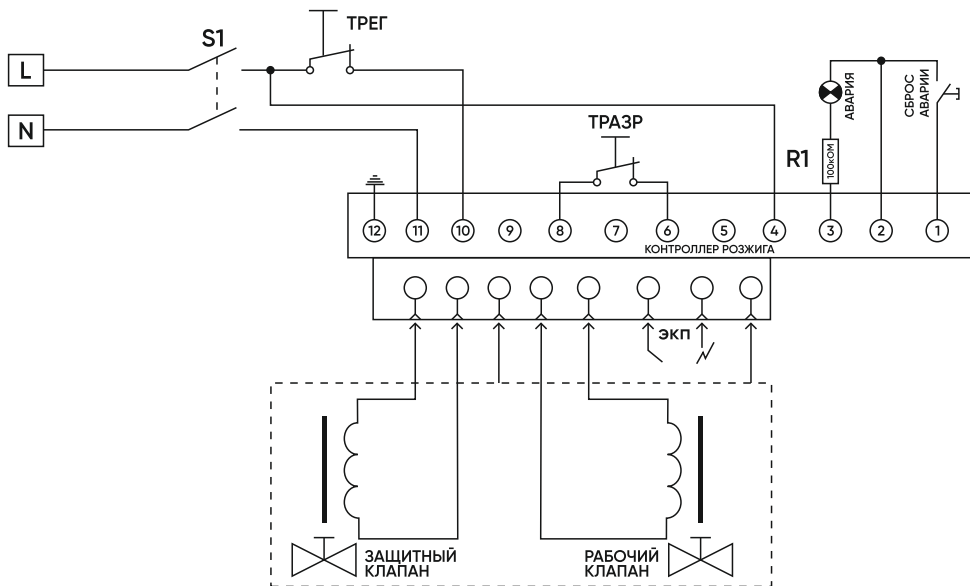 S1
ТРЕГ
L
N
ТРАЗР
R1
100кОМ
АВАРИЯ
СБРОС
АВАРИИ
12 11 10 9 8 7 6 5 4 3 2 1
КОНТРОЛЛЕР РОЗЖИГА
ЭКП
ЗАЩИТНЫЙ
КЛАПАН
РАБОЧИЙ
КЛАПАН